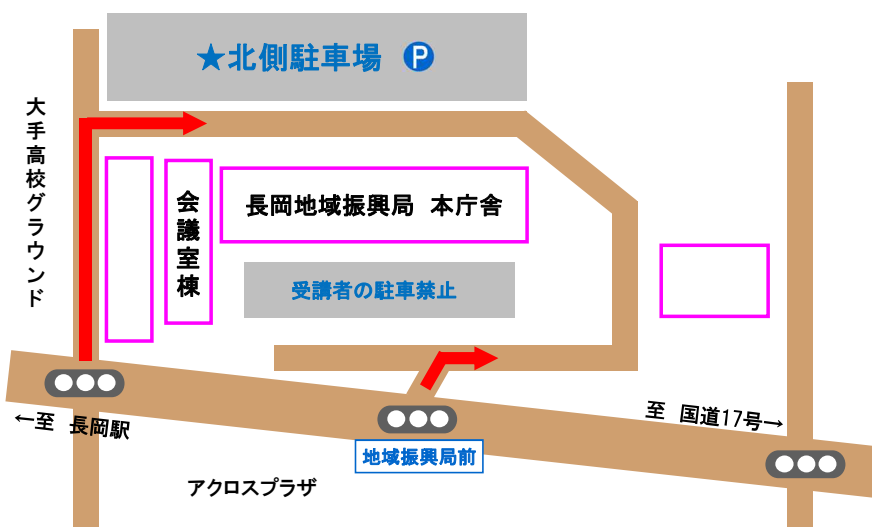 ★北側駐車場 P
大手高校グラウンド
会議室棟
長岡地域振興局 本庁舎
受講者の駐車禁止
←至 長岡駅
至 国道17号→
地域振興局前
アクロスプラザ